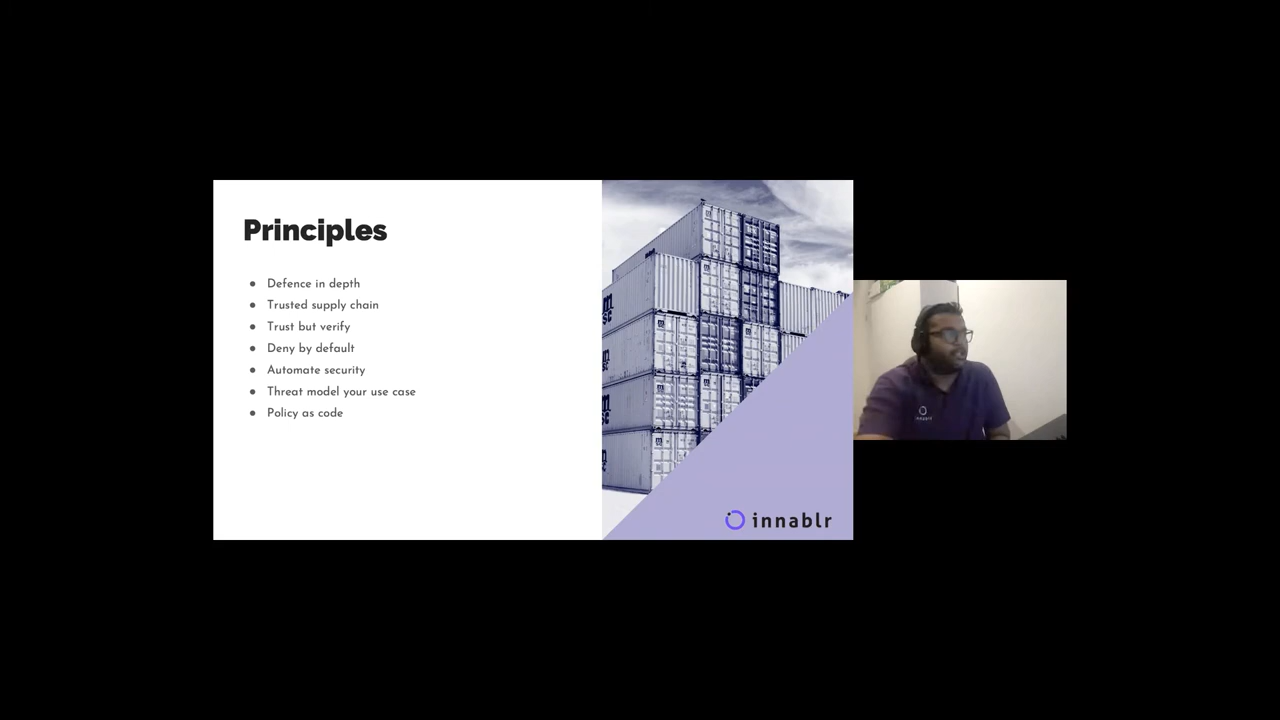 Principles
● Defence in depth
● Trusted supply chain
● Trust but verify
● Deny by default
● Automate security
● Threat model your use case
● Policy as code
innablr
innablr